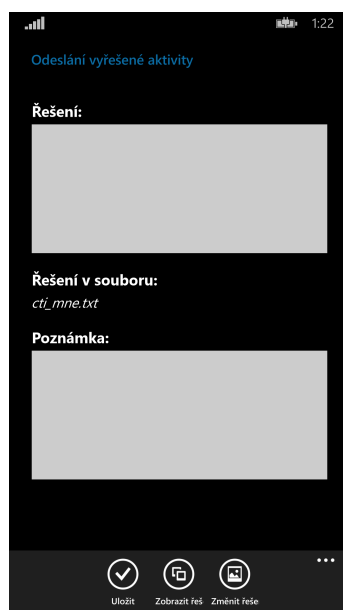 1:22
Odeslání vyřešené aktivity
Řešení:
Řešení v souboru:
cti_mne.txt
Poznámka:
Uložit
Zobrazit řeš
Změnit řeše